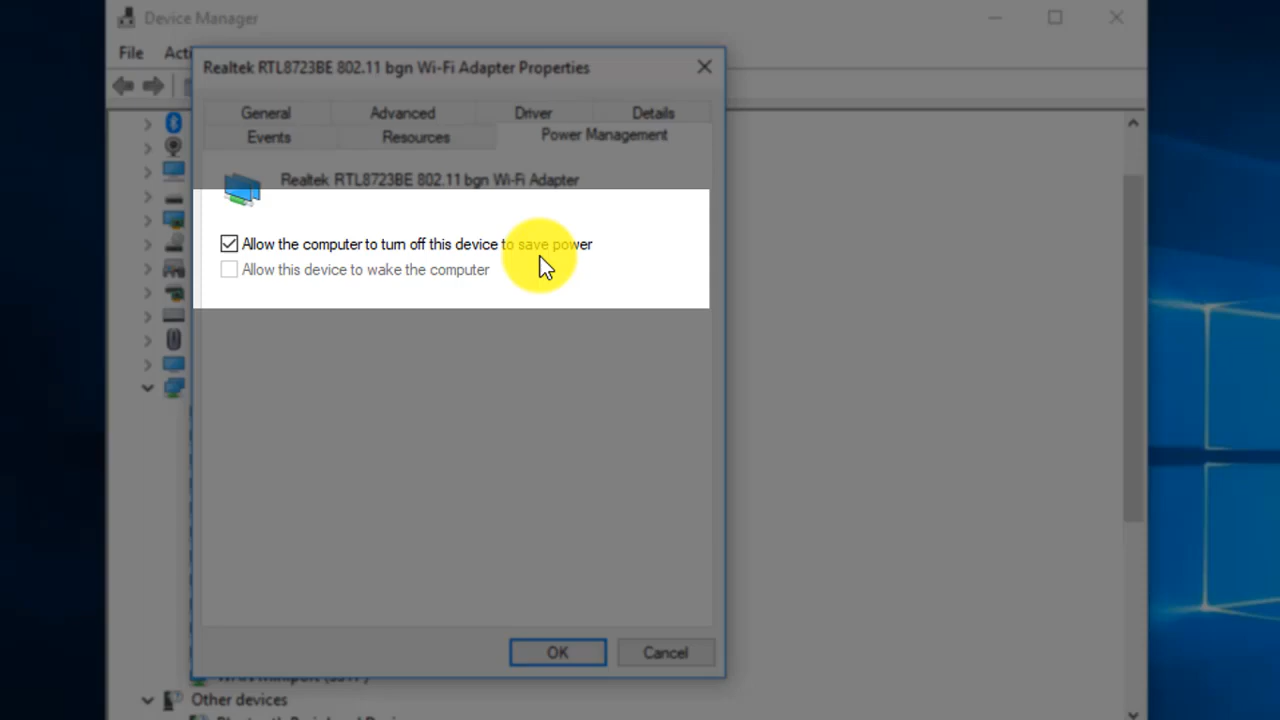 Device Manager
File
Realtek RTL8723BE 802.11 bgn Wi-Fi Adapter Properties
General Advanced Driver Details
Events Resources Power Management
Realtek RTL8723BE 802.11 bgn Wi-Fi Adapter
Allow the computer to turn off this device to save power
Allow this device to wake the computer
OK Cancel
Other devices